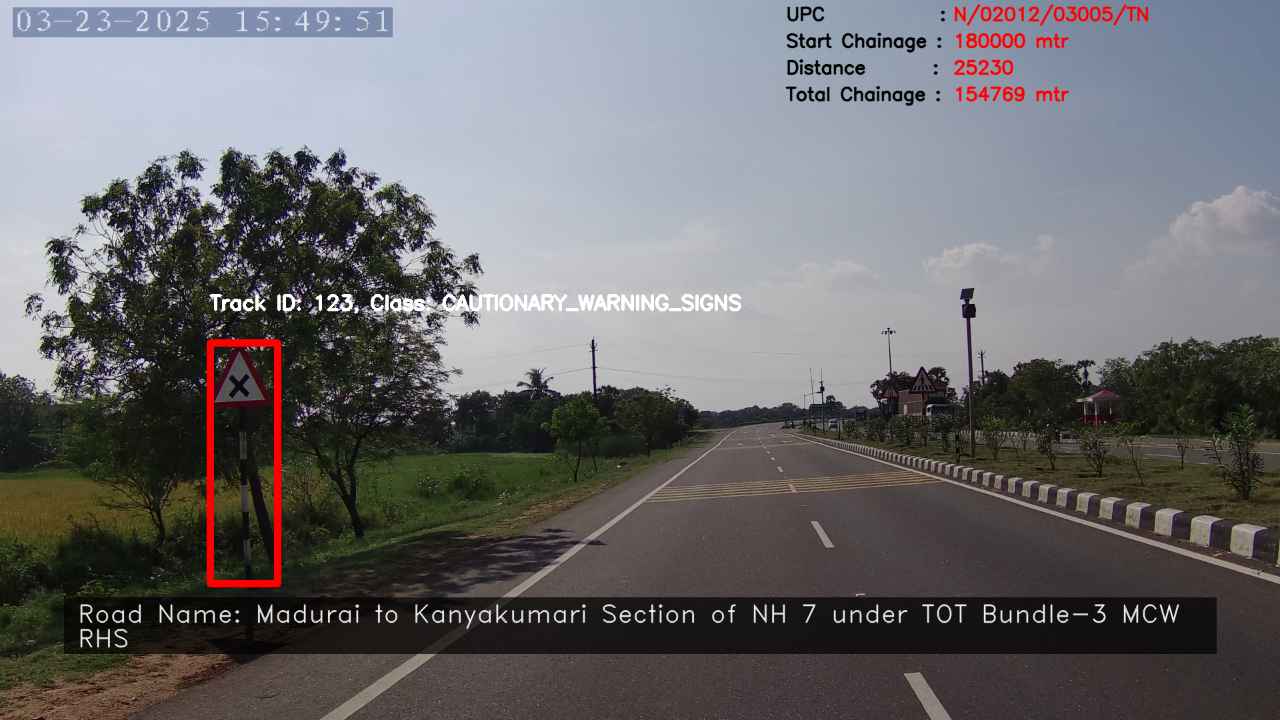 03-23-2025 15:49:51
UPC : N/02012/03005/TN
Start Chainage : 180000 mtr
Distance : 25230
Total Chainage : 154769 mtr
Track ID: 123, Class: CAUTIONARY_WARNING_SIGNS
Road Name: Madurai to Kanyakumari Section of NH 7 under TOT Bundle-3 MCW
RHS